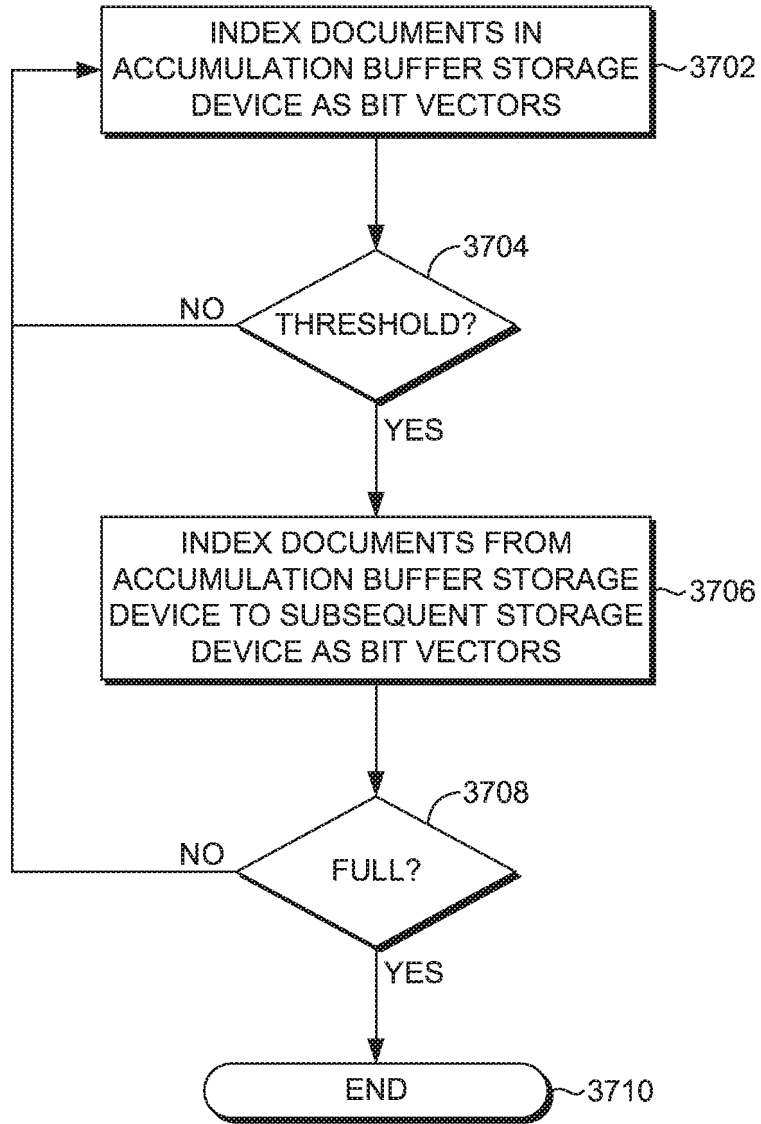 INDEX DOCUMENTS IN
ACCUMULATION BUFFER STORAGE
DEVICE AS BIT VECTORS
3702
3704
THRESHOLD?
NO
YES
INDEX DOCUMENTS FROM
ACCUMULATION BUFFER STORAGE
DEVICE TO SUBSEQUENT STORAGE
DEVICE AS BIT VECTORS
3706
3708
FULL?
NO
YES
END
3710